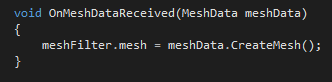 void OnMeshDataReceived(MeshData meshData)
{
meshFilter.mesh = meshData.CreateMesh();
}